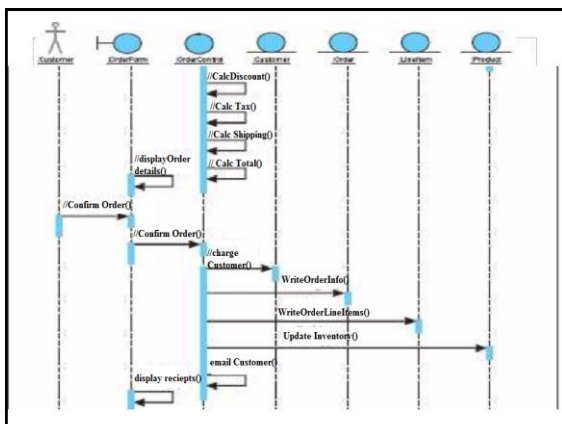 :Customer :OrderForm :OrderControl :Customer :Order :LineItem :Product
//CalcDiscount()
//Calc Tax()
//Calc Shipping()
// Calc Total()
//displayOrder
details()
//Confirm Order()
//Confirm Order()
//charge
Customer()
WriteOrderInfo()
WriteOrderLineItems()
Update Inventory()
email Customer()
display reciepts()